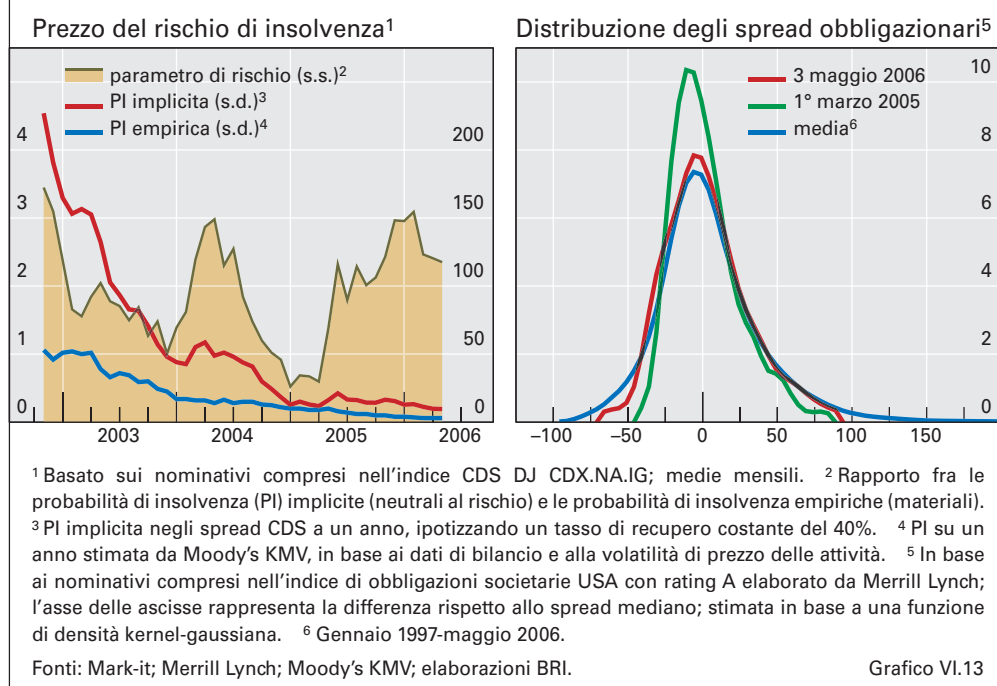 Prezzo del rischio di insolvenza¹
parametro di rischio (s.s.)²
PI implicita (s.d.)³
PI empirica (s.d.)⁴
4
3
2
1
0
200
150
100
50
0
2003 2004 2005 2006
Distribuzione degli spread obbligazionari⁵
3 maggio 2006
1° marzo 2005
media⁶
10
8
6
4
2
0
–100 –50 0 50 100 150
¹ Basato sui nominativi compresi nell'indice CDS DJ CDX.NA.IG; medie mensili. ² Rapporto fra le
probabilità di insolvenza (PI) implicite (neutrali al rischio) e le probabilità di insolvenza empiriche (materiali).
³ PI implicita negli spread CDS a un anno, ipotizzando un tasso di recupero costante del 40%. ⁴ PI su un
anno stimata da Moody's KMV, in base ai dati di bilancio e alla volatilità di prezzo delle attività. ⁵ In base
ai nominativi compresi nell'indice di obbligazioni societarie USA con rating A elaborato da Merrill Lynch;
l'asse delle ascisse rappresenta la differenza rispetto allo spread mediano; stimata in base a una funzione
di densità kernel-gaussiana. ⁶ Gennaio 1997-maggio 2006.
Fonti: Mark-it; Merrill Lynch; Moody's KMV; elaborazioni BRI. Grafico VI.13